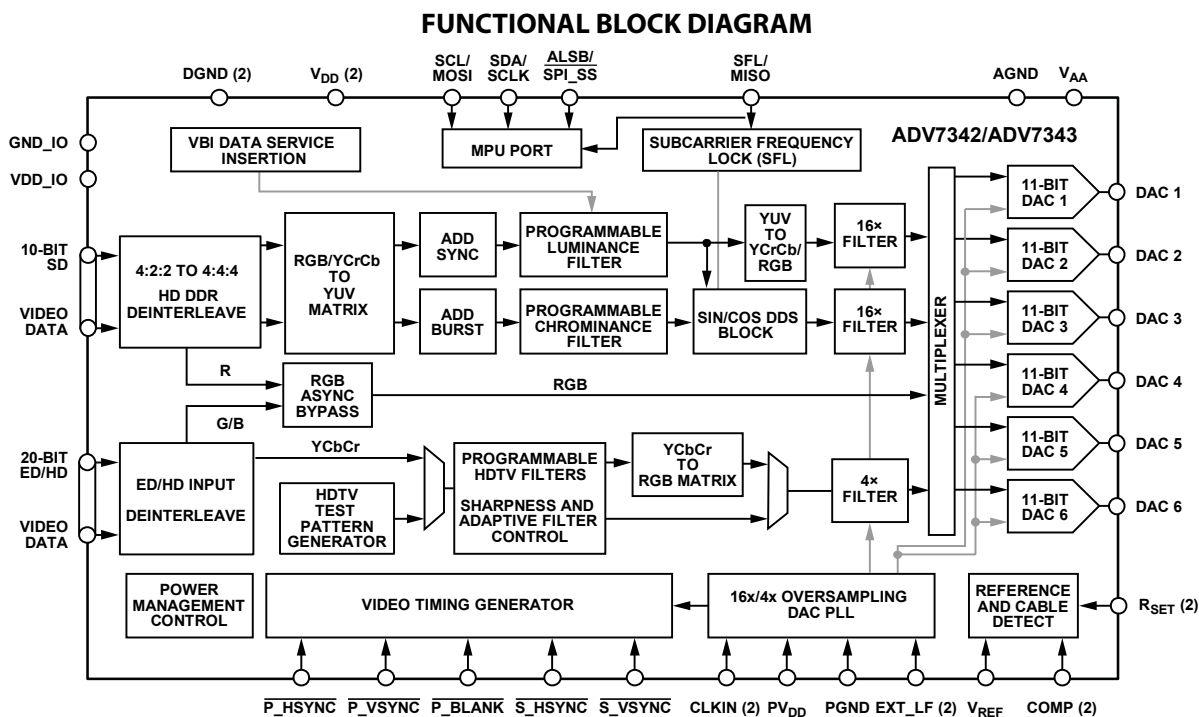 FUNCTIONAL BLOCK DIAGRAM
DGND (2)
VDD (2)
SCL/
MOSI
SDA/
SCLK
ALSB/
SPI_SS
SFL/
MISO
AGND
VAA
GND_IO
VDD_IO
VBI DATA SERVICE
INSERTION
MPU PORT
SUBCARRIER FREQUENCY
LOCK (SFL)
ADV7342/ADV7343
10-BIT
SD
VIDEO
DATA
4:2:2 TO 4:4:4
HD DDR
DEINTERLEAVE
RGB/YCrCb
TO
YUV
MATRIX
ADD
SYNC
PROGRAMMABLE
LUMINANCE
FILTER
YUV
TO
YCrCb/
RGB
16×
FILTER
ADD
BURST
PROGRAMMABLE
CHROMINANCE
FILTER
SIN/COS DDS
BLOCK
16×
FILTER
MULTIPLEXER
11-BIT
DAC 1
DAC 1
11-BIT
DAC 2
DAC 2
11-BIT
DAC 3
DAC 3
11-BIT
DAC 4
DAC 4
11-BIT
DAC 5
DAC 5
11-BIT
DAC 6
DAC 6
R
G/B
RGB
ASYNC
BYPASS
RGB
20-BIT
ED/HD
VIDEO
DATA
ED/HD INPUT
DEINTERLEAVE
YCbCr
HDTV
TEST
PATTERN
GENERATOR
PROGRAMMABLE
HDTV FILTERS
SHARPNESS AND
ADAPTIVE FILTER
CONTROL
YCbCr
TO
RGB MATRIX
4×
FILTER
POWER
MANAGEMENT
CONTROL
VIDEO TIMING GENERATOR
16x/4x OVERSAMPLING
DAC PLL
REFERENCE
AND CABLE
DETECT
RSET (2)
P_HSYNC
P_VSYNC
P_BLANK
S_HSYNC
S_VSYNC
CLKIN (2)
PVDD
PGND
EXT_LF (2)
VREF
COMP (2)